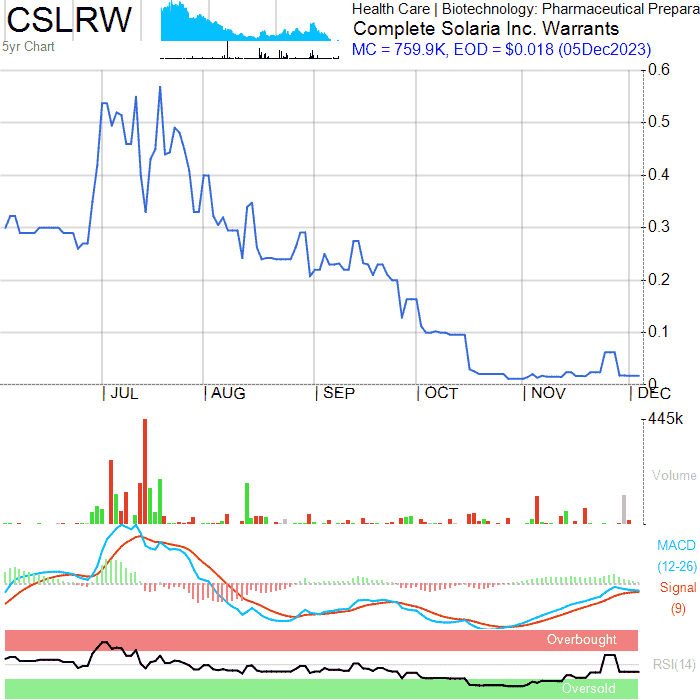 CSLRW
5yr Chart
Health Care | Biotechnology: Pharmaceutical Prepara
Complete Solaria Inc. Warrants
MC = 759.9K, EOD = $0.018 (05Dec2023)
0.6
0.5
0.4
0.3
0.2
0.1
0
JUL AUG SEP OCT NOV DEC
445k
Volume
MACD
(12-26)
Signal
(9)
Overbought
RSI(14)
Oversold